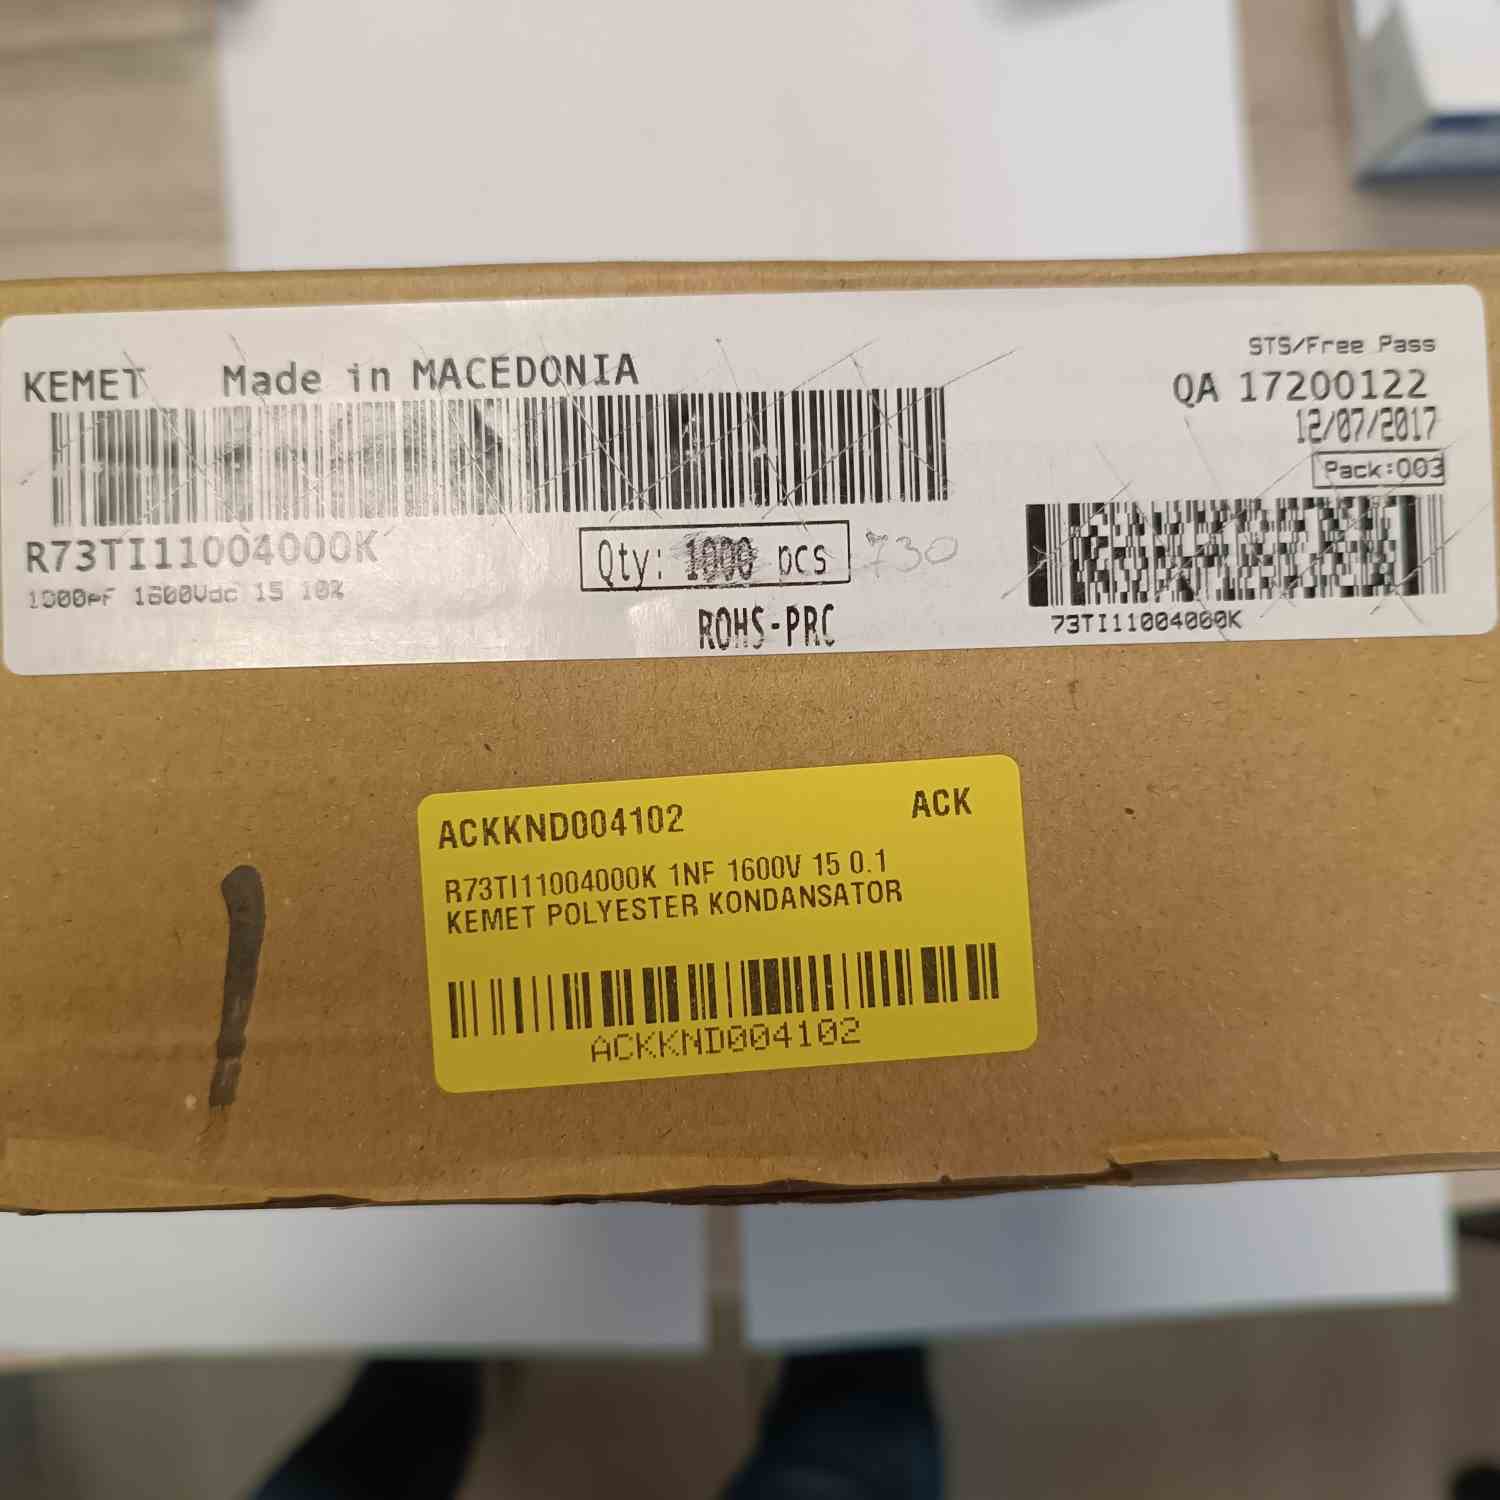 KEMET Made in MACEDONIA
STS/Free Pass
QA 17200122
12/07/2017
Pack:003
R73TI11004000K
1000pF 1600Vdc 15 10%
Qty: 1000 pcs 730
ROHS-PRC
73TI11004000K
ACKKND004102 ACK
R73TI11004000K 1NF 1600V 15 0.1
KEMET POLYESTER KONDANSATOR
ACKKND004102
1